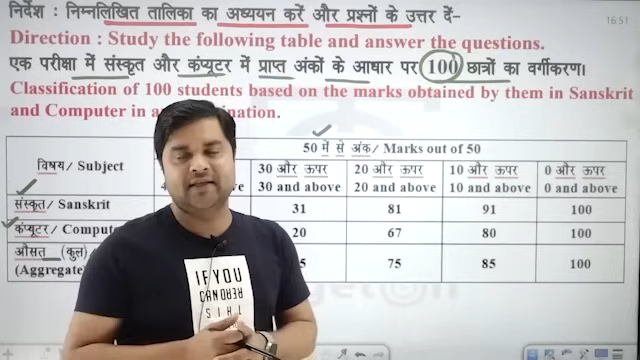 निर्देश : निम्नलिखित तालिका का अध्ययन करें और प्रश्नों के उत्तर दें-
16:51
Direction : Study the following table and answer the questions.
एक परीक्षा में संस्कृत और कंप्यूटर में प्राप्त अंकों के आधार पर 100 छात्रों का वर्गीकरण।
Classification of 100 students based on the marks obtained by them in Sanskrit
and Computer in
50 में से अंक/ Marks out of 50
विषय/ Subject
30 और ऊपर 20 और ऊपर 10 और ऊपर 0 और ऊपर
30 and above 20 and above 10 and above 0 and above
संस्कृत/ Sanskrit 31 81 91 100
कंप्यूटर/ 20 67 80 100
औसत (कुल)
(Aggregate 75 85 100
IF YOU
CAN READ
THIS